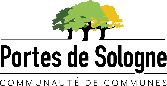 Portes de Sologne
COMMUNAUTÉ DE COMMUNES